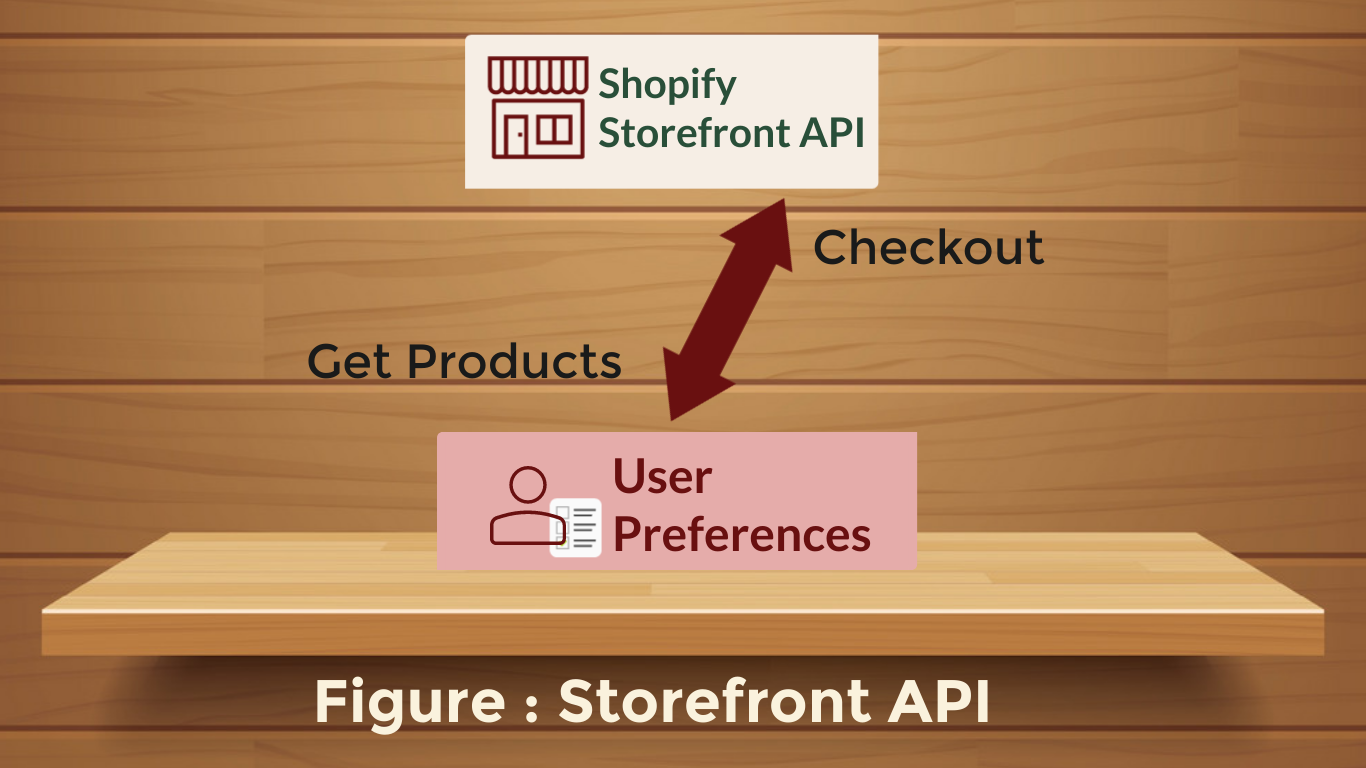 Shopify
Storefront API
Checkout
Get Products
User
Preferences
Figure : Storefront API